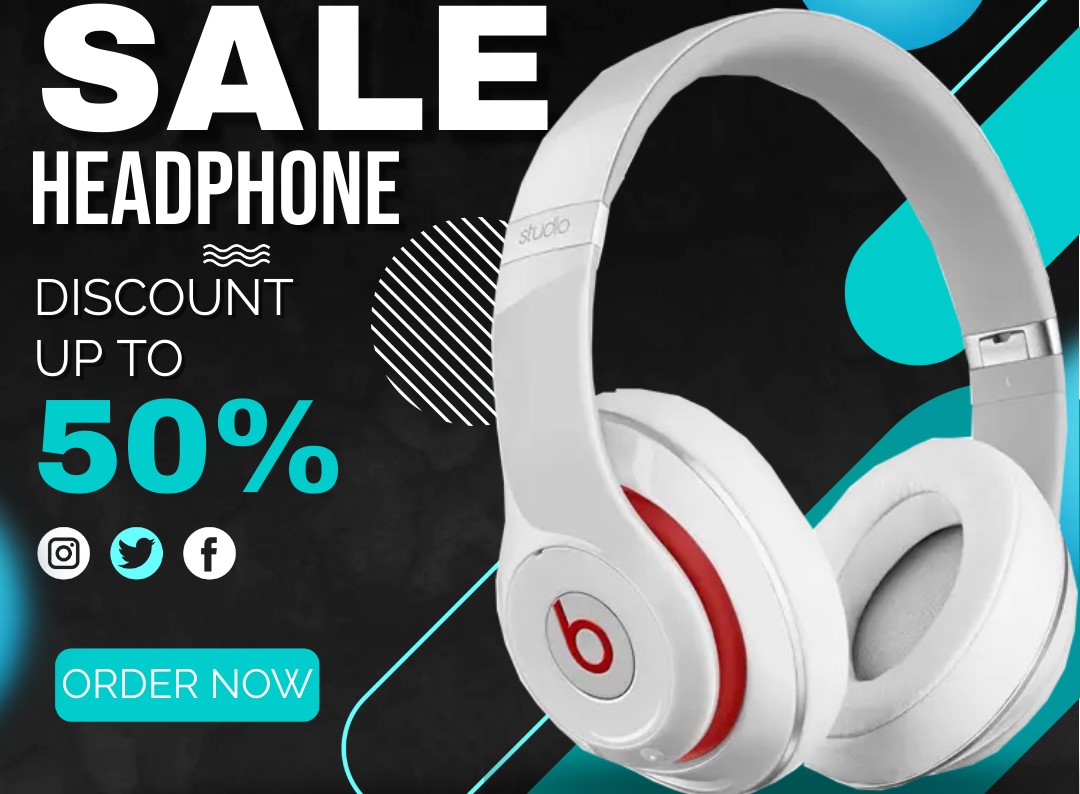 SALE
HEADPHONE
DISCOUNT
UP TO
50%
ORDER NOW
studio
b